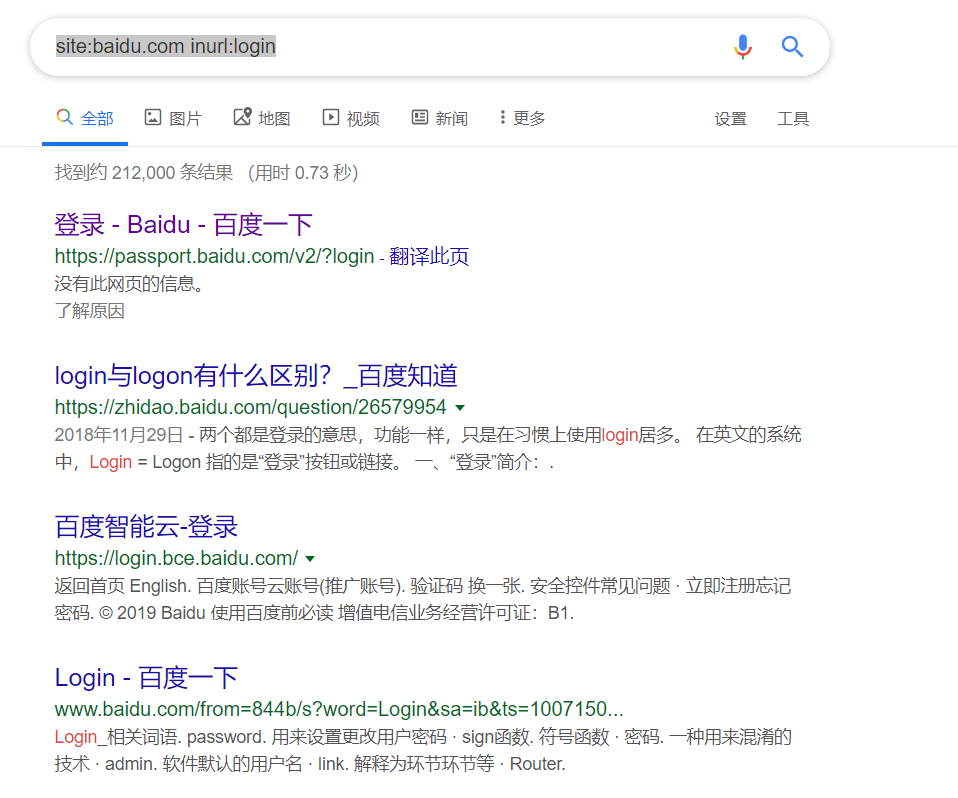 site:baidu.com inurl:login
全部 图片 地图 视频 新闻 更多 设置 工具
找到约 212,000 条结果 （用时 0.73 秒）
登录 - Baidu - 百度一下
https://passport.baidu.com/v2/?login - 翻译此页
没有此网页的信息。
了解原因
login与logon有什么区别？_百度知道
https://zhidao.baidu.com/question/26579954
2018年11月29日 - 两个都是登录的意思，功能一样，只是在习惯上使用login居多。 在英文的系统
中，Login = Logon 指的是“登录”按钮或链接。 一、“登录”简介：.
百度智能云-登录
https://login.bce.baidu.com/
返回首页 English. 百度账号云账号(推广账号). 验证码 换一张. 安全控件常见问题 · 立即注册忘记
密码. © 2019 Baidu 使用百度前必读 增值电信业务经营许可证：B1.
Login - 百度一下
www.baidu.com/from=844b/s?word=Login&sa=ib&ts=1007150...
Login_相关词语. password. 用来设置更改用户密码 · sign函数. 符号函数 · 密码. 一种用来混淆的
技术 · admin. 软件默认的用户名 · link. 解释为环节环节等 · Router.